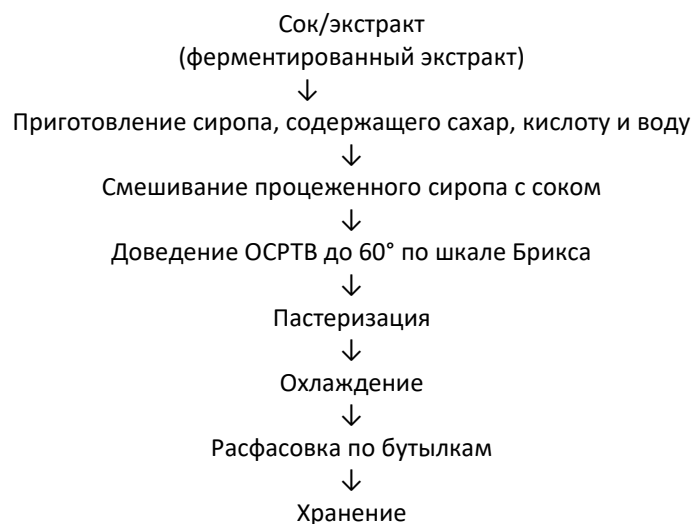 Сок/экстракт
(ферментированный экстракт)
↓
Приготовление сиропа, содержащего сахар, кислоту и воду
↓
Смешивание процеженного сиропа с соком
↓
Доведение ОСРТВ до 60° по шкале Брикса
↓
Пастеризация
↓
Охлаждение
↓
Расфасовка по бутылкам
↓
Хранение